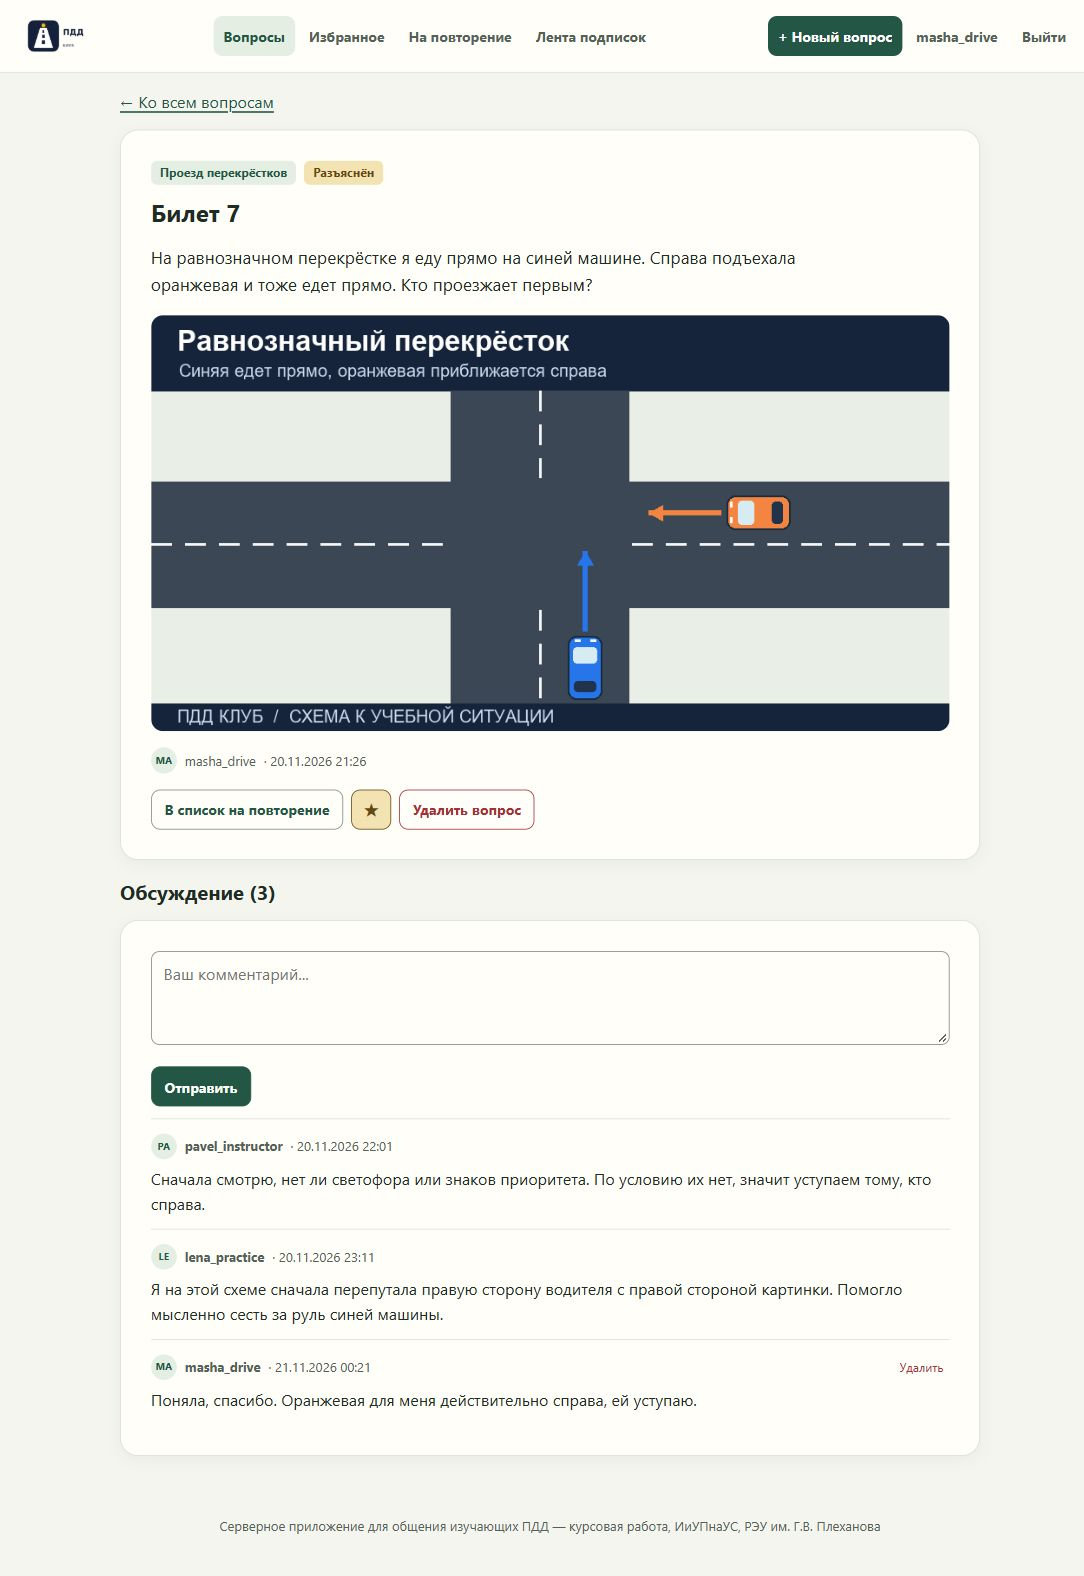 ПДД
Вопросы
Избранное
На повторение
Лента подписок
+ Новый вопрос
masha_drive
Выйти
← Ко всем вопросам
Проезд перекрёстков
Разъяснён
Билет 7
На равнозначном перекрёстке я еду прямо на синей машине. Справа подъехала
оранжевая и тоже едет прямо. Кто проезжает первым?
Равнозначный перекрёсток
Синяя едет прямо, оранжевая приближается справа
ПДД КЛУБ / СХЕМА К УЧЕБНОЙ СИТУАЦИИ
MA masha_drive · 20.11.2026 21:26
В список на повторение
★
Удалить вопрос
Обсуждение (3)
Ваш комментарий...
Отправить
PA pavel_instructor · 20.11.2026 22:01
Сначала смотрю, нет ли светофора или знаков приоритета. По условию их нет, значит уступаем тому, кто
справа.
LE lena_practice · 20.11.2026 23:11
Я на этой схеме сначала перепутала правую сторону водителя с правой стороной картинки. Помогло
мысленно сесть за руль синей машины.
MA masha_drive · 21.11.2026 00:21
Удалить
Поняла, спасибо. Оранжевая для меня действительно справа, ей уступаю.
Серверное приложение для общения изучающих ПДД — курсовая работа, ИиУПнаУС, РЭУ им. Г.В. Плеханова